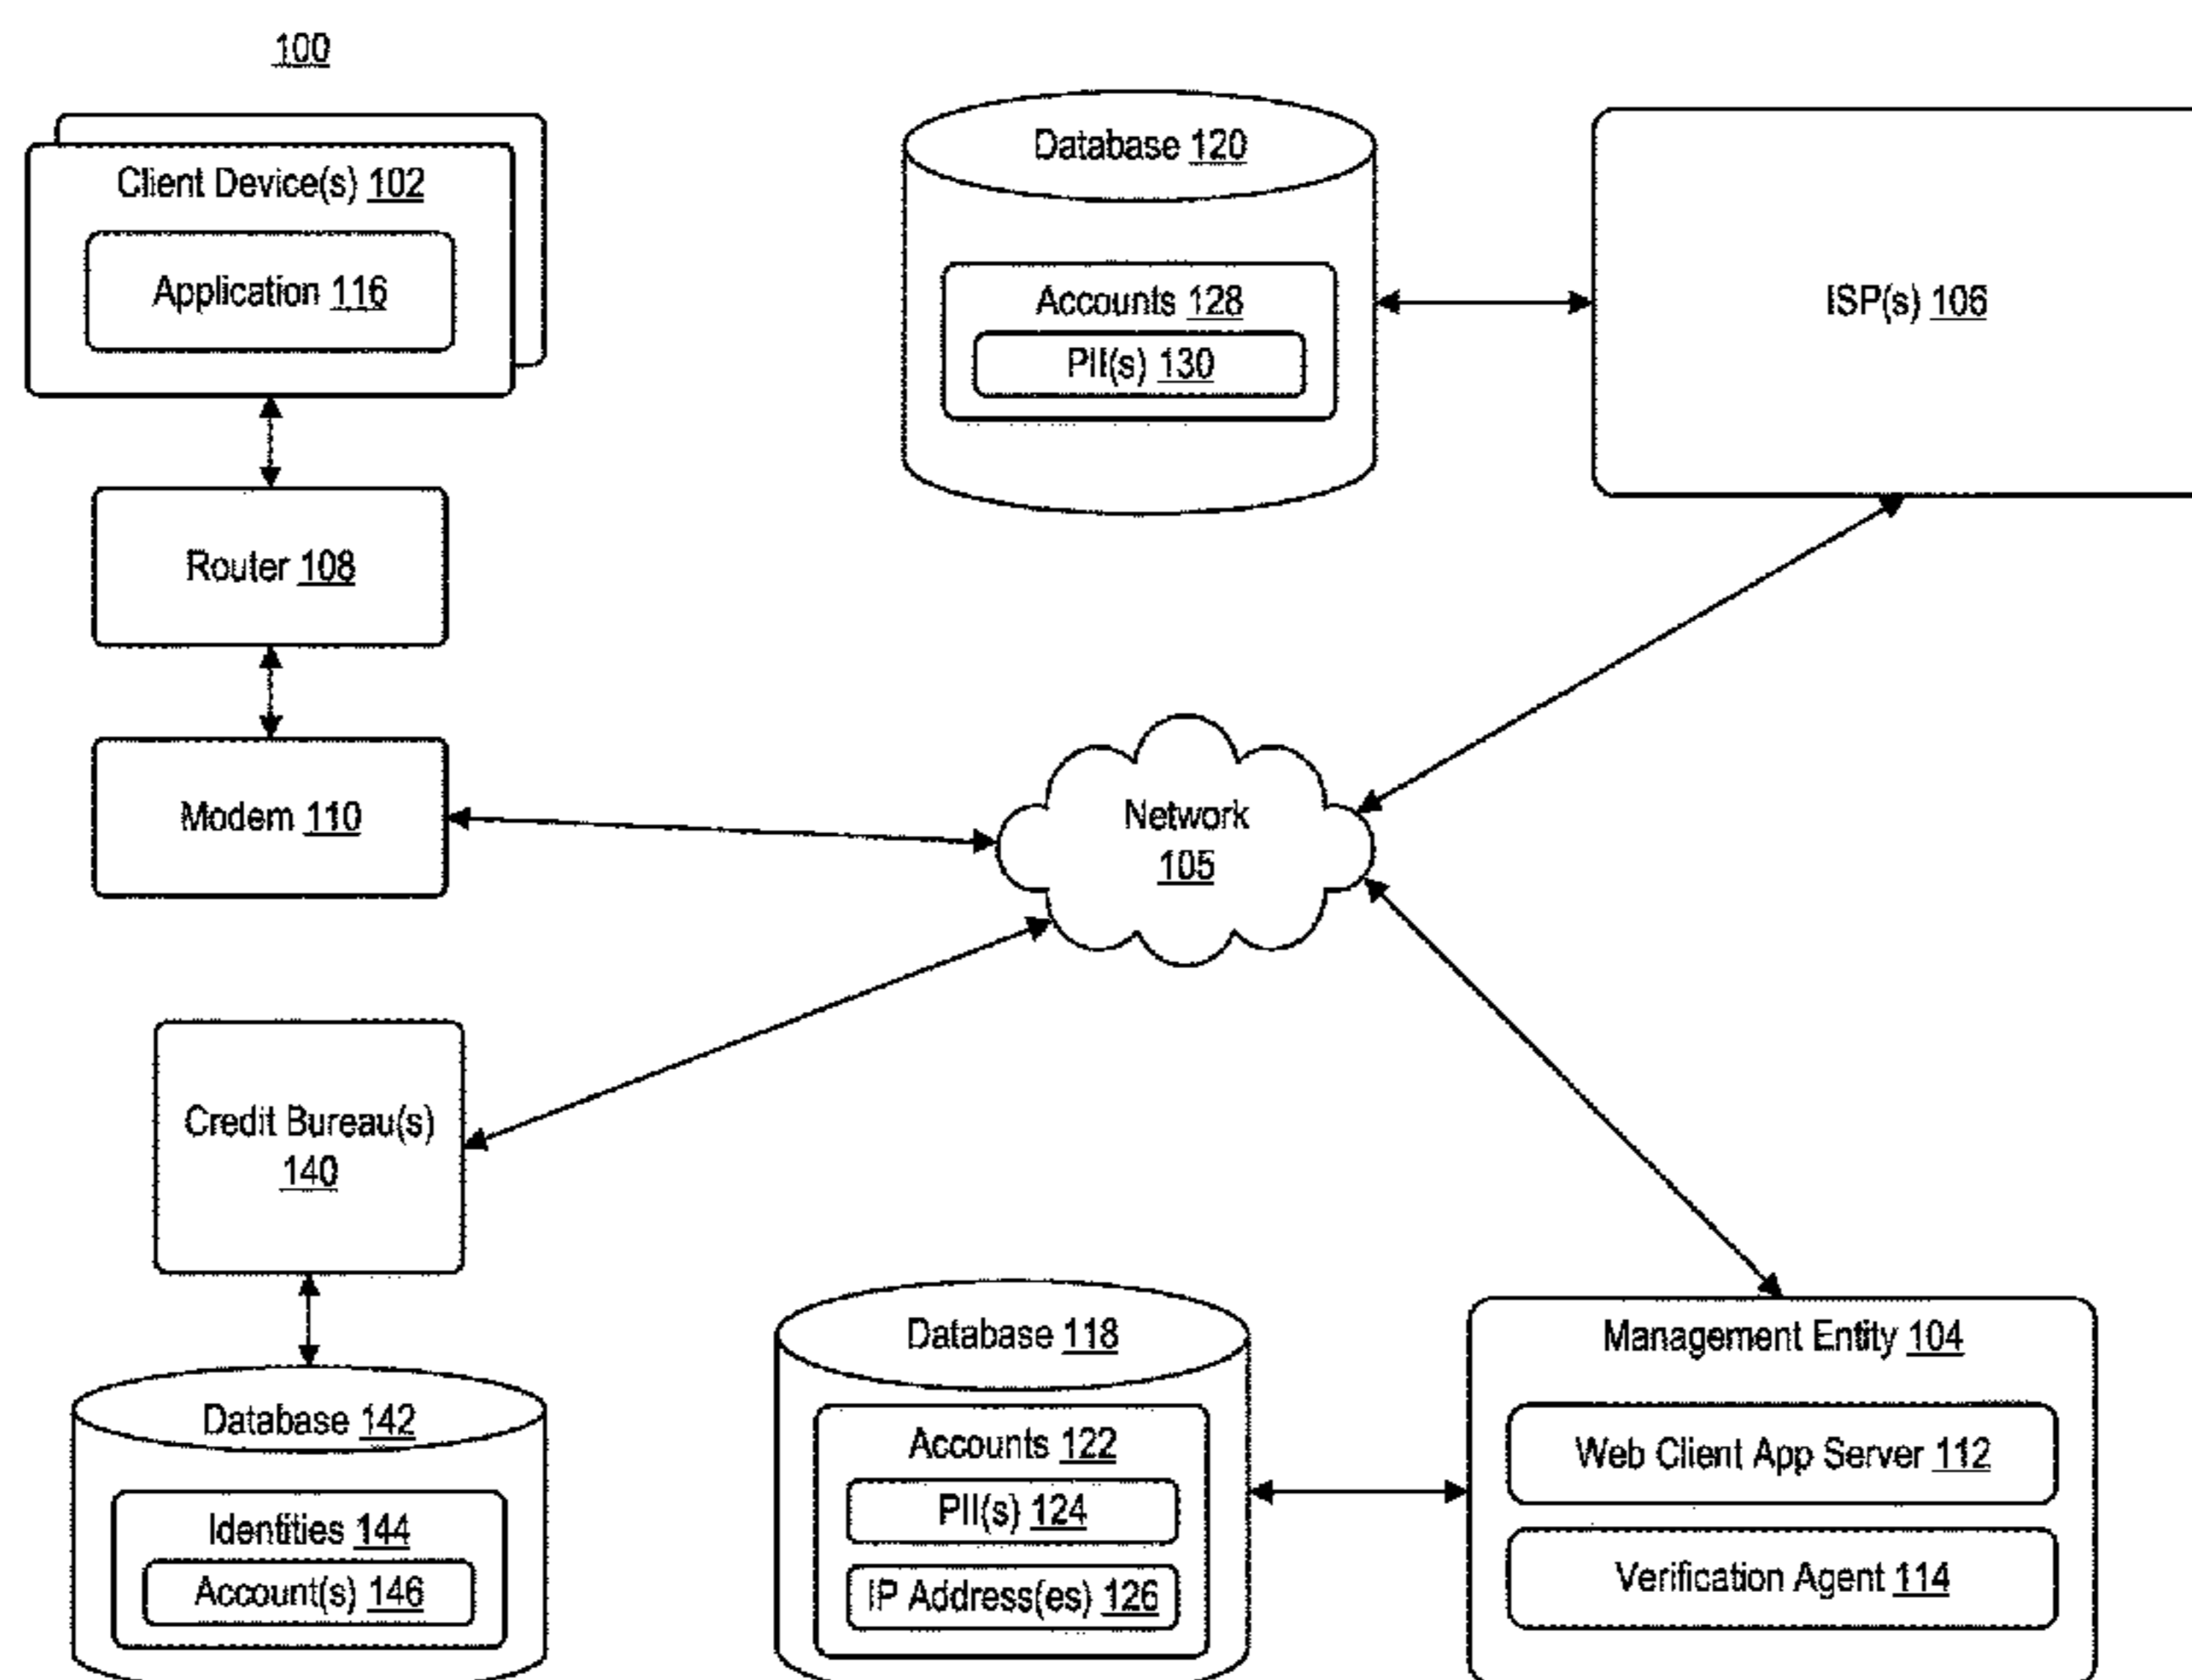 100
Client Device(s) 102
Application 116
Router 108
Modem 110
Database 120
Accounts 128
PII(s) 130
ISP(s) 106
Network
105
Credit Bureau(s)
140
Database 142
Identities 144
Account(s) 146
Database 118
Accounts 122
PII(s) 124
IP Address(es) 126
Management Entity 104
Web Client App Server 112
Verification Agent 114